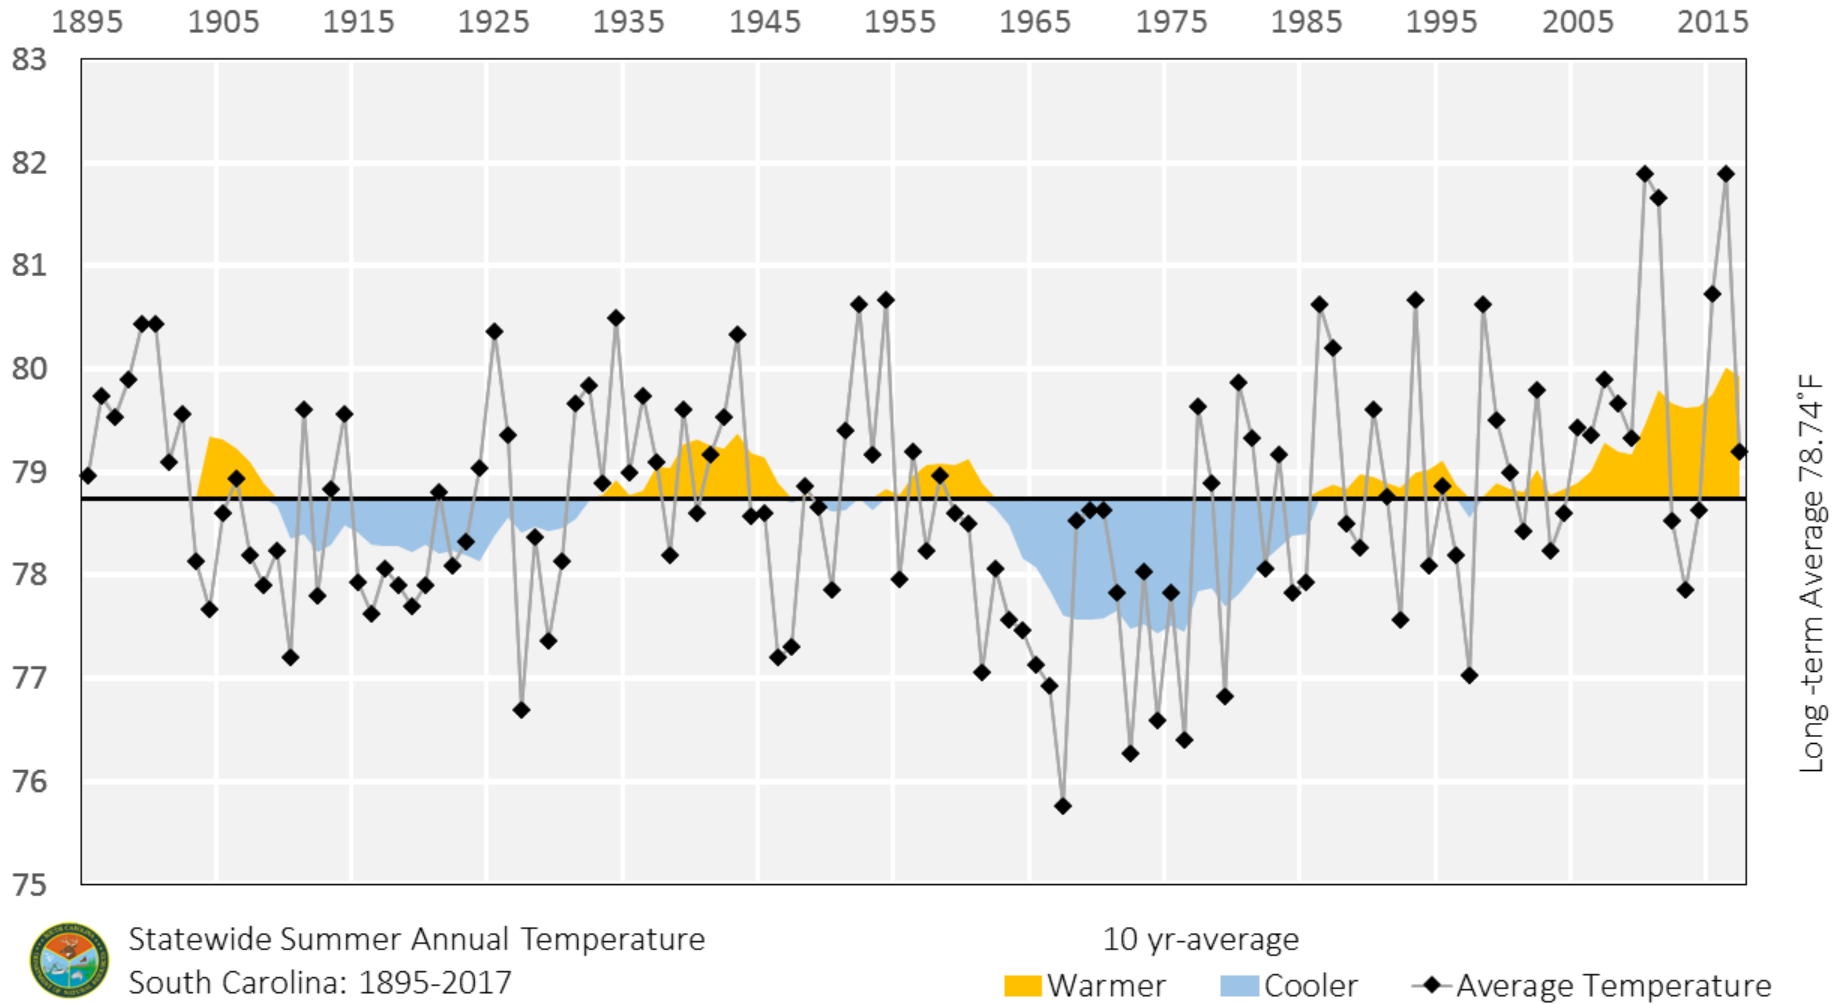 1895 1905 1915 1925 1935 1945 1955 1965 1975 1985 1995 2005 2015
83
82
81
80
79
78
77
76
75
Long -term Average 78.74°F
Statewide Summer Annual Temperature
South Carolina: 1895-2017
10 yr-average
Warmer Cooler Average Temperature